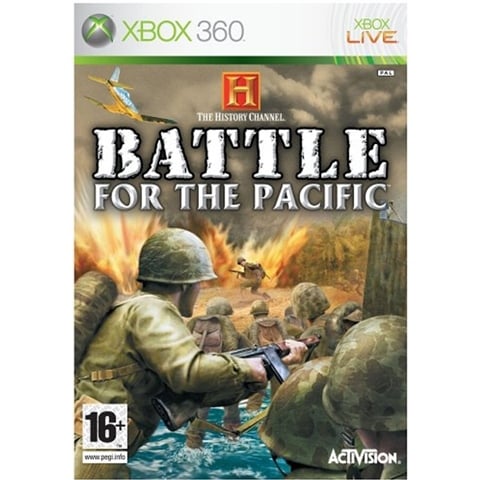 XBOX 360
XBOX
LIVE
PAL
H
THE HISTORY CHANNEL
BATTLE
FOR THE PACIFIC
16+
www.pegi.info
ACTIVISION